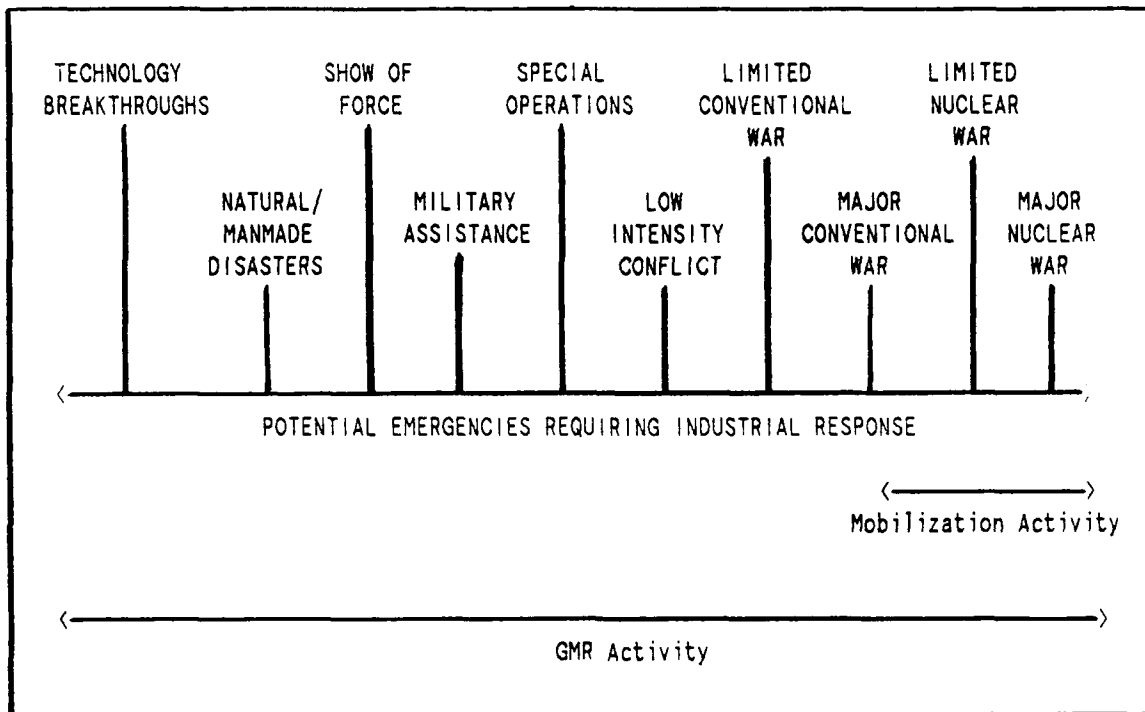 TECHNOLOGY
BREAKTHROUGHS
SHOW OF
FORCE
SPECIAL
OPERATIONS
LIMITED
CONVENTIONAL
WAR
LIMITED
NUCLEAR
WAR
NATURAL/
MANMADE
DISASTERS
MILITARY
ASSISTANCE
LOW
INTENSITY
CONFLICT
MAJOR
CONVENTIONAL
WAR
MAJOR
NUCLEAR
WAR
POTENTIAL EMERGENCIES REQUIRING INDUSTRIAL RESPONSE
Mobilization Activity
GMR Activity